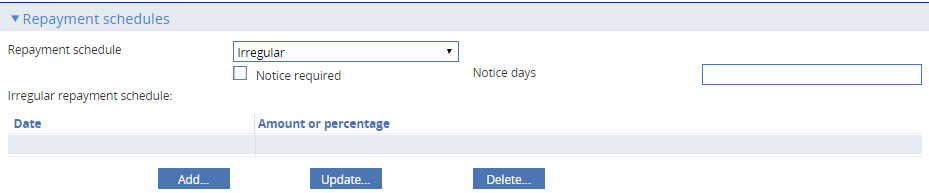 Repayment schedules
Repayment schedule Irregular
Notice required Notice days
Irregular repayment schedule:
Date Amount or percentage
Add... Update... Delete...